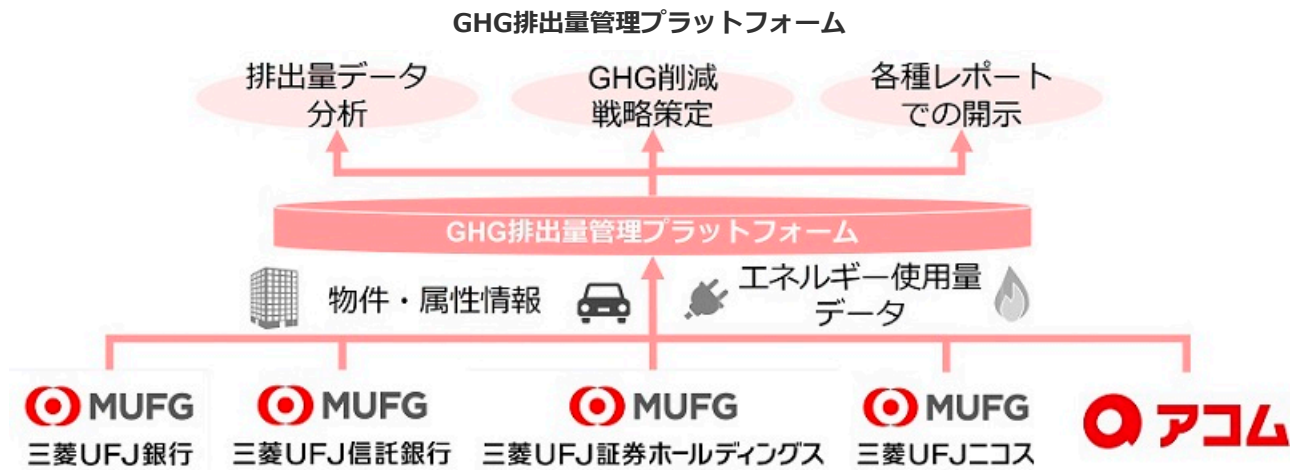 GHG排出量管理プラットフォーム
排出量データ
分析
GHG削減
戦略策定
各種レポート
での開示
GHG排出量管理プラットフォーム
物件・属性情報
エネルギー使用量
データ
MUFG
三菱UFJ銀行
MUFG
三菱UFJ信託銀行
MUFG
三菱UFJ証券ホールディングス
MUFG
三菱UFJニコス
アコム